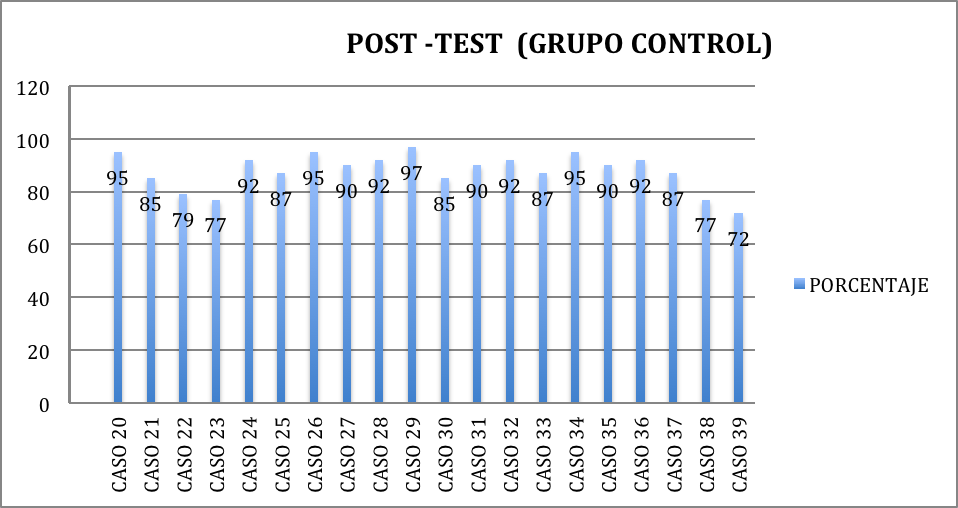 POST -TEST (GRUPO CONTROL)
120
100
80
60
40
20
0
95
85
79
77
92
87
95
90
92
97
85
90
92
87
95
90
92
87
77
72
CASO 20
CASO 21
CASO 22
CASO 23
CASO 24
CASO 25
CASO 26
CASO 27
CASO 28
CASO 29
CASO 30
CASO 31
CASO 32
CASO 33
CASO 34
CASO 35
CASO 36
CASO 37
CASO 38
CASO 39
PORCENTAJE